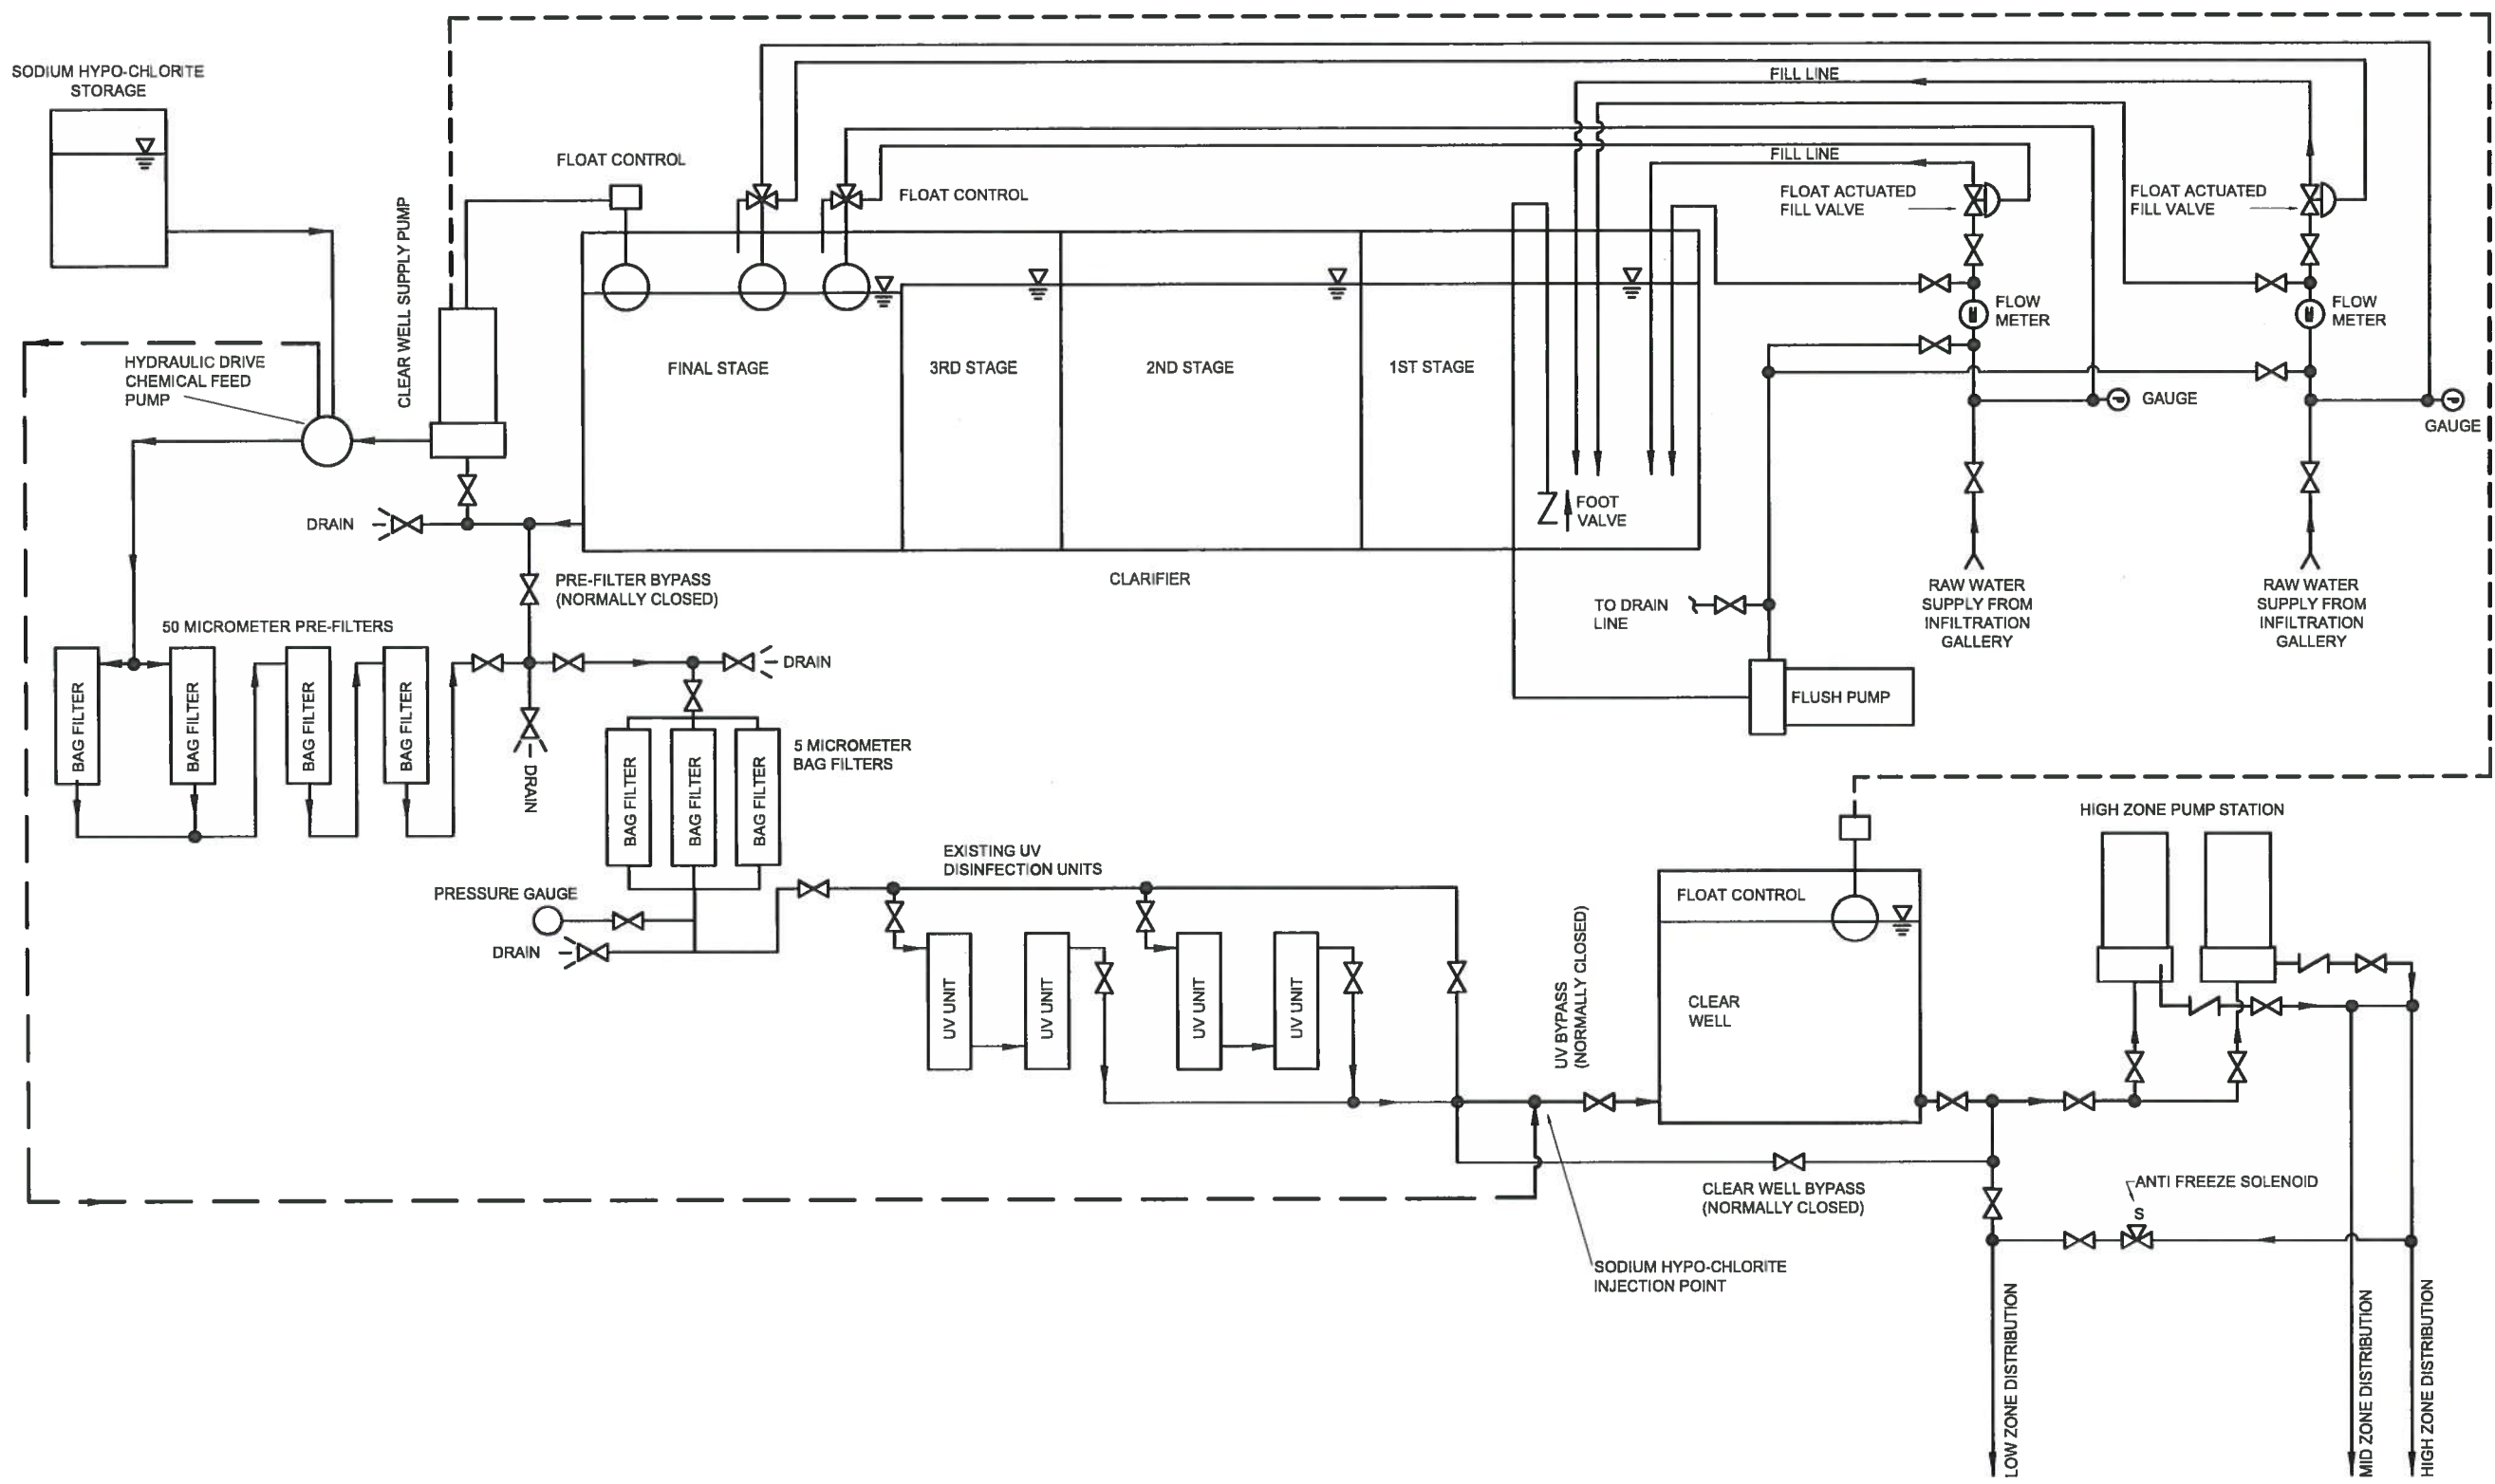 SODIUM HYPO-CHLORITE
STORAGE
FLOAT CONTROL
FLOAT CONTROL
CLEAR WELL SUPPLY PUMP
HYDRAULIC DRIVE
CHEMICAL FEED
PUMP
FILL LINE
FILL LINE
FLOAT ACTUATED
FILL VALVE
FLOAT ACTUATED
FILL VALVE
FLOW
METER
FLOW
METER
GAUGE
GAUGE
FINAL STAGE
3RD STAGE
2ND STAGE
1ST STAGE
FOOT
VALVE
CLARIFIER
DRAIN
PRE-FILTER BYPASS
(NORMALLY CLOSED)
TO DRAIN
LINE
RAW WATER
SUPPLY FROM
INFILTRATION
GALLERY
RAW WATER
SUPPLY FROM
INFILTRATION
GALLERY
FLUSH PUMP
50 MICROMETER PRE-FILTERS
BAG FILTER
BAG FILTER
BAG FILTER
BAG FILTER
DRAIN
DRAIN
5 MICROMETER
BAG FILTERS
BAG FILTER
BAG FILTER
BAG FILTER
PRESSURE GAUGE
DRAIN
EXISTING UV
DISINFECTION UNITS
UV UNIT
UV UNIT
UV UNIT
UV UNIT
UV BYPASS
(NORMALLY CLOSED)
FLOAT CONTROL
CLEAR
WELL
HIGH ZONE PUMP STATION
CLEAR WELL BYPASS
(NORMALLY CLOSED)
SODIUM HYPO-CHLORITE
INJECTION POINT
ANTI FREEZE SOLENOID
S
LOW ZONE DISTRIBUTION
MID ZONE DISTRIBUTION
HIGH ZONE DISTRIBUTION